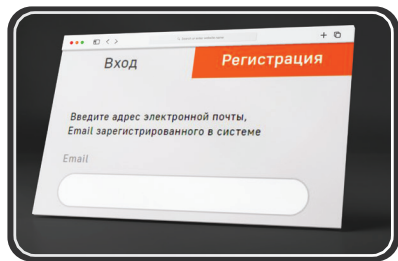 Вход
Регистрация
Введите адрес электронной почты,
Email зарегистрированного в системе
Email